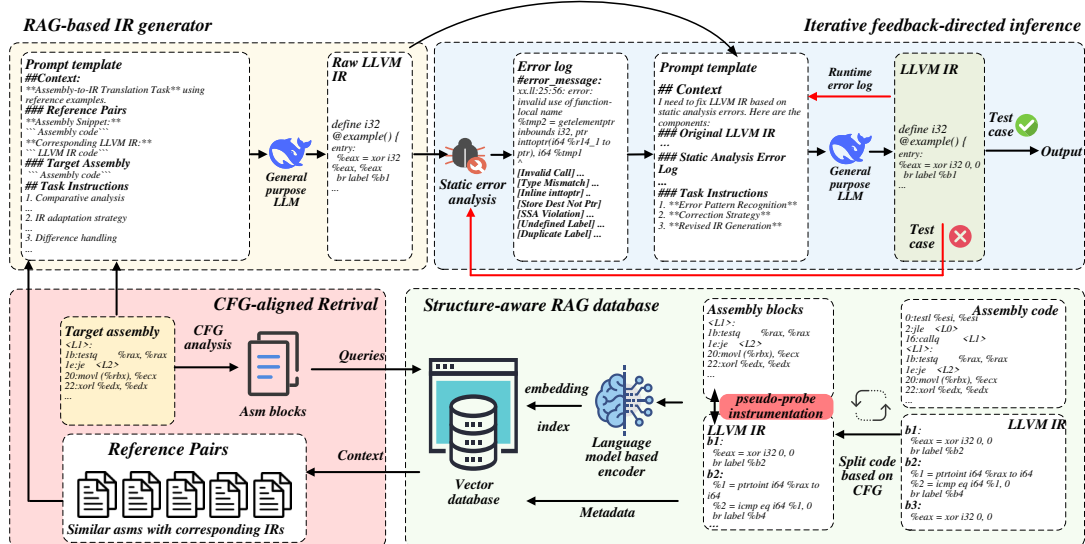 RAG-based IR generator
Prompt template
##Context:
**Assembly-to-IR Translation Task** using
reference examples.
### Reference Pairs
**Assembly Snippet:**
``` Assembly code```
**Corresponding LLVM IR:**
``` LLVM IR code```
### Target Assembly
``` Assembly code```
## Task Instructions
1. Comparative analysis
...
2. IR adaptation strategy
...
3. Difference handling
...
General
purpose
LLM
Raw LLVM
IR
define i32
@example() {
entry:
%eax = xor i32
%eax, %eax
br label %b1
...
Iterative feedback-directed inference
Static error
analysis
Error log
#error_message:
xx.ll:25:56: error:
invalid use of function-
local name
%tmp2 = getelementptr
inbounds i32, ptr
inttoptr(i64 %r14_1 to
ptr), i64 %tmp1
^
[Invalid Call] ...
[Type Mismatch] ...
[Inline inttoptr] ..
[Store Dest Not Ptr]
[SSA Violation] ...
[Undefined Label] ...
[Duplicate Label] ...
Prompt template
## Context
I need to fix LLVM IR based on
static analysis errors. Here are the
components:
### Original LLVM IR
...
### Static Analysis Error
Log
...
### Task Instructions
1. **Error Pattern Recognition**
2. **Correction Strategy**
3. **Revised IR Generation**
Runtime
error log
General
purpose
LLM
LLVM IR
define i32
@example() {
entry:
%eax = xor i32 0, 0
br label %b1
...
Test
case
Output
Test
case
CFG-aligned Retrival
Target assembly
<L1>:
1b:testq %rax, %rax
1e:je <L2>
20:movl (%rbx), %ecx
22:xorl %edx, %edx
...
CFG
analysis
Asm blocks
Queries
Reference Pairs
Similar asms with corresponding IRs
Context
Structure-aware RAG database
Vector
database
embedding
index
Language
model based
encoder
Metadata
Assembly blocks
<L1>:
1b:testq %rax, %rax
1e:je <L2>
20:movl (%rbx), %ecx
22:xorl %edx, %edx
...
pseudo-probe
instrumentation
LLVM IR
b1:
%eax = xor i32 0, 0
br label %b2
b2:
%1 = ptrtoint i64 %rax to
i64
%2 = icmp eq i64 %1, 0
br label %b4
...
Split code
based on
CFG
Assembly code
0:testl %esi, %esi
2:jle <L0>
16:callq <L1>
<L1>:
1b:testq %rax, %rax
1e:je <L2>
20:movl (%rbx), %ecx
22:xorl %edx, %edx
...
LLVM IR
b1:
%eax = xor i32 0, 0
br label %b2
b2:
%1 = ptrtoint i64 %rax to i64
%2 = icmp eq i64 %1, 0
br label %b4
b3:
%eax = xor i32 0, 0